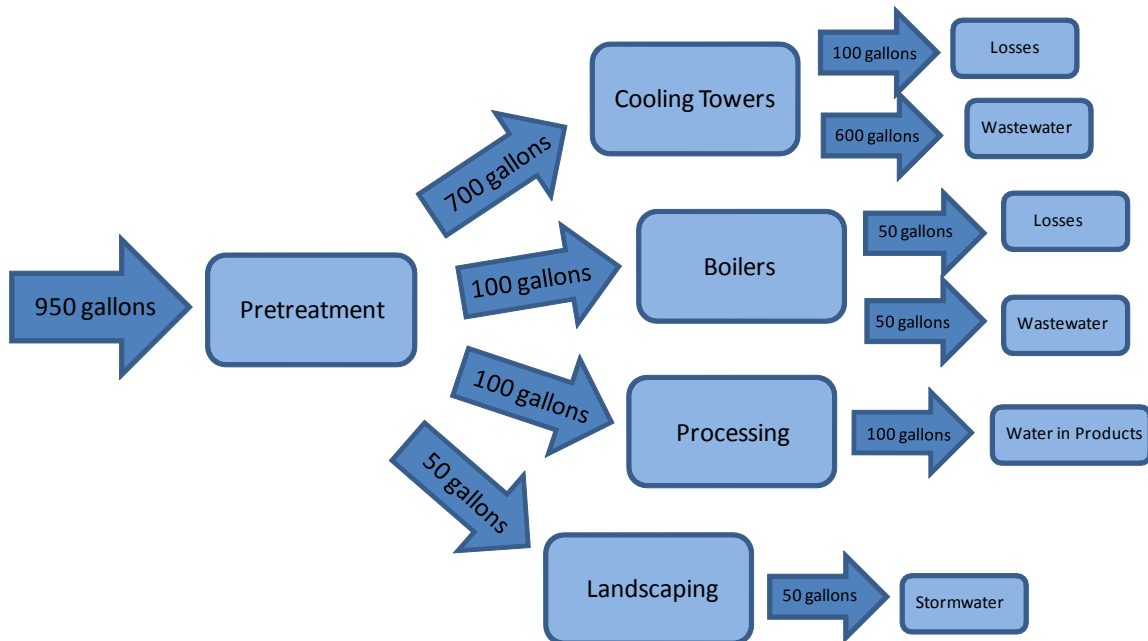 950 gallons
Pretreatment
700 gallons
Cooling Towers
100 gallons
Losses
600 gallons
Wastewater
100 gallons
Boilers
50 gallons
Losses
50 gallons
Wastewater
100 gallons
Processing
100 gallons
Water in Products
50 gallons
Landscaping
50 gallons
Stormwater